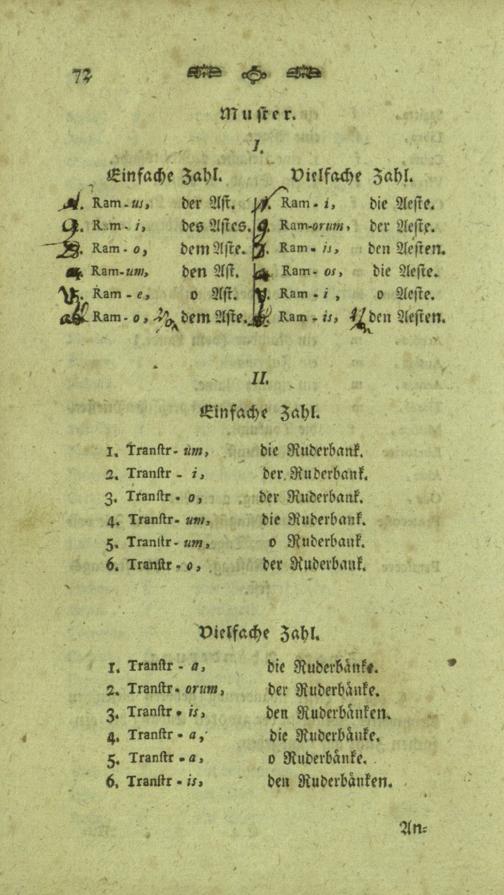 72
Muster.
I.
Einfache Zahl. Vielfache Zahl.
N. Ram-us, der Ast. N. Ram-i, die Aeste.
G. Ram-i, des Astes. G. Ram-orum, der Aeste.
D. Ram-o, dem Aste. D. Ram-is, den Aesten.
A. Ram-um, den Ast. A. Ram-os, die Aeste.
V. Ram-e, o Ast. V. Ram-i, o Aeste.
Ab. Ram-o, dem Aste. Ram-is, den Aesten.
II.
Einfache Zahl.
1. Transtr-um, die Ruderbank.
2. Transtr-i, der Ruderbank.
3. Transtr-o, der Ruderbank.
4. Transtr-um, die Ruderbank.
5. Transtr-um, o Ruderbank.
6. Transtr-o, der Ruderbank.
Vielfache Zahl.
1. Transtr-a, die Ruderbänke.
2. Transtr-orum, der Ruderbänke.
3. Transtr-is, den Ruderbänken.
4. Transtr-a, die Ruderbänke.
5. Transtr-a, o Ruderbänke.
6. Transtr-is, den Ruderbänken.
An=